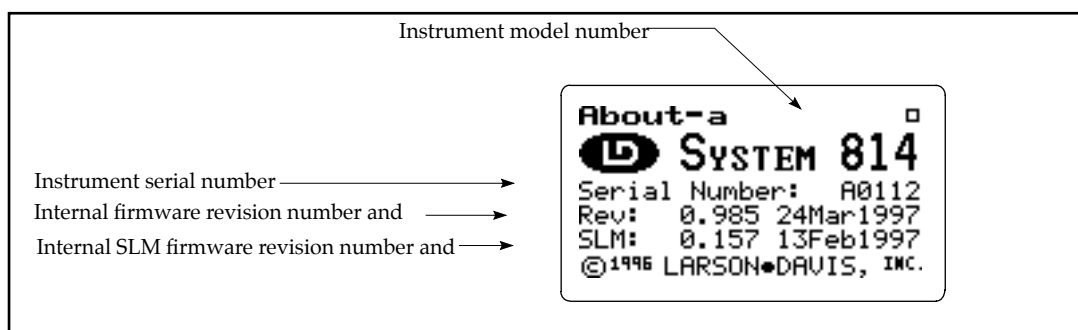 Instrument model number
About-a
LD SYSTEM 814
Instrument serial number
Serial Number: A0112
Internal firmware revision number and
Rev: 0.985 24Mar1997
Internal SLM firmware revision number and
SLM: 0.157 13Feb1997
©1996 LARSON•DAVIS, INC.